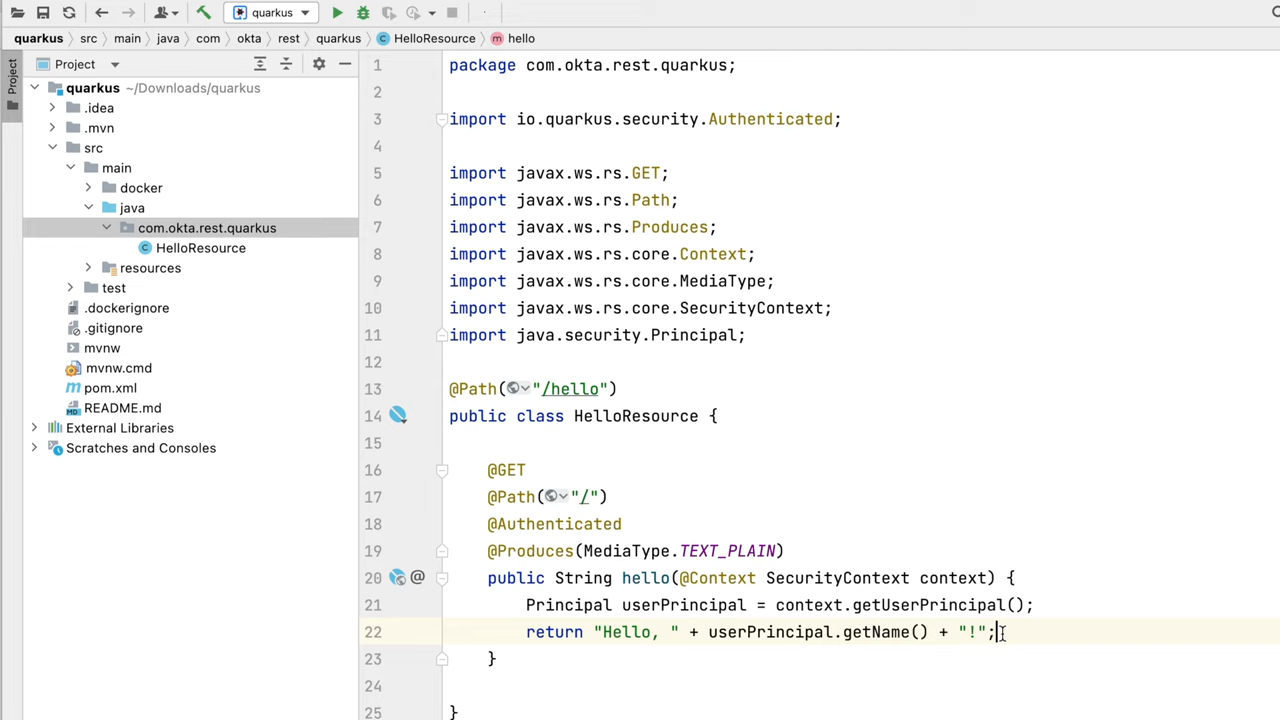 quarkus
quarkus src main java com okta rest quarkus HelloResource hello
Project
Project
quarkus ~/Downloads/quarkus
.idea
.mvn
src
main
docker
java
com.okta.rest.quarkus
HelloResource
resources
test
.dockerignore
.gitignore
mvnw
mvnw.cmd
pom.xml
README.md
External Libraries
Scratches and Consoles
1 package com.okta.rest.quarkus;
2
3 import io.quarkus.security.Authenticated;
4
5 import javax.ws.rs.GET;
6 import javax.ws.rs.Path;
7 import javax.ws.rs.Produces;
8 import javax.ws.rs.core.Context;
9 import javax.ws.rs.core.MediaType;
10 import javax.ws.rs.core.SecurityContext;
11 import java.security.Principal;
12
13 @Path("/hello")
14 public class HelloResource {
15
16 @GET
17 @Path("/")
18 @Authenticated
19 @Produces(MediaType.TEXT_PLAIN)
20 public String hello(@Context SecurityContext context) {
21 Principal userPrincipal = context.getUserPrincipal();
22 return "Hello, " + userPrincipal.getName() + "!";
23 }
24
25 }